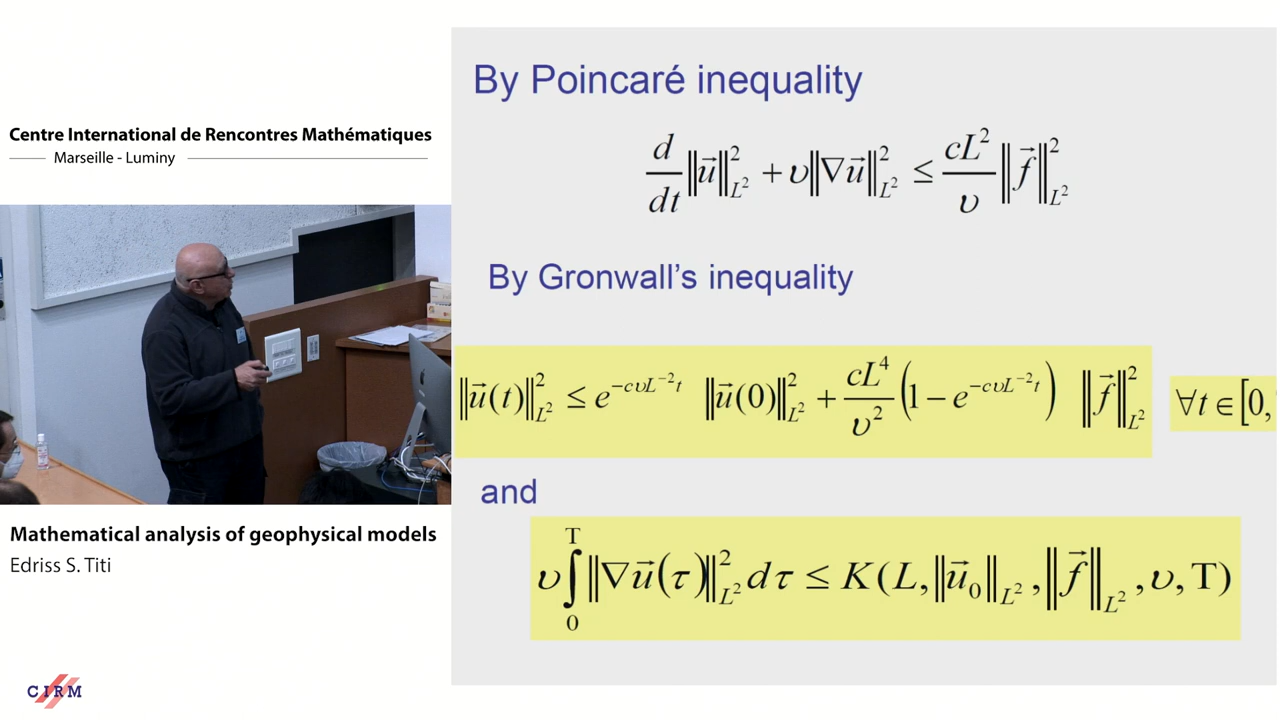 Centre International de Rencontres Mathématiques
Marseille - Luminy
Mathematical analysis of geophysical models
Edriss S. Titi
CIRM
By Poincaré inequality
d/dt ‖u⃗‖²_{L²} + υ‖∇u⃗‖²_{L²} ≤ cL²/υ ‖f⃗‖²_{L²}
By Gronwall’s inequality
‖u⃗(t)‖²_{L²} ≤ e^{-cυL^{-2}t} ‖u⃗(0)‖²_{L²} + cL⁴/υ² (1 − e^{-cυL^{-2}t}) ‖f⃗‖²_{L²} ∀t ∈ [0,
and
υ∫₀ᵀ ‖∇u⃗(τ)‖²_{L²} dτ ≤ K(L, ‖u⃗₀‖_{L²}, ‖f⃗‖_{L²}, υ, T)